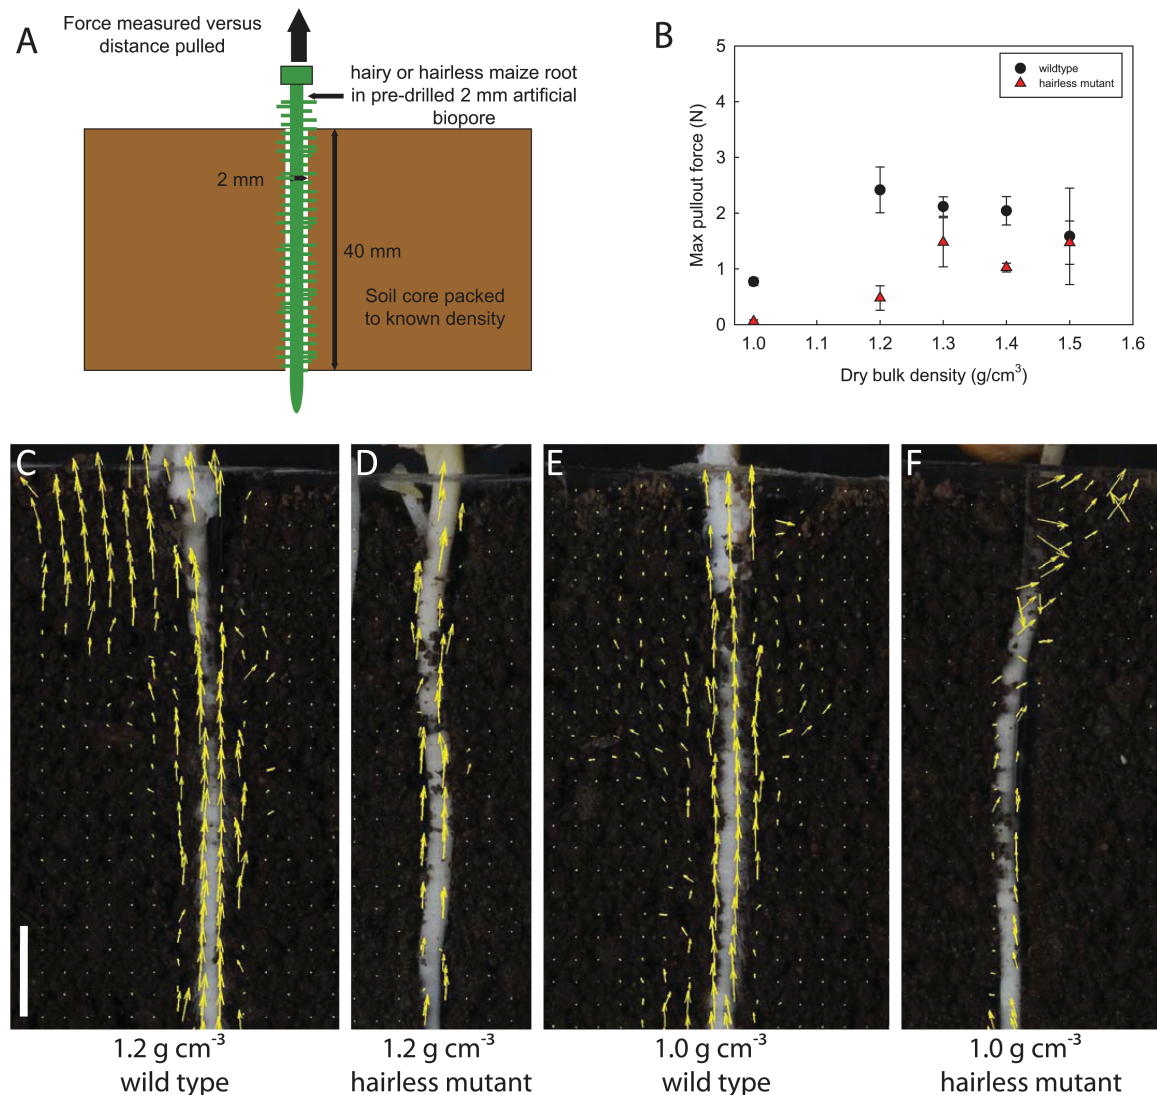 A
Force measured versus
distance pulled
hairy or hairless maize root
in pre-drilled 2 mm artificial
biopore
2 mm
40 mm
Soil core packed
to known density
B
5
4
3
2
1
0
Max pullout force (N)
wildtype
hairless mutant
1.0 1.1 1.2 1.3 1.4 1.5 1.6
Dry bulk density (g/cm³)
C D E F
1.2 g cm⁻³
wild type
1.2 g cm⁻³
hairless mutant
1.0 g cm⁻³
wild type
1.0 g cm⁻³
hairless mutant